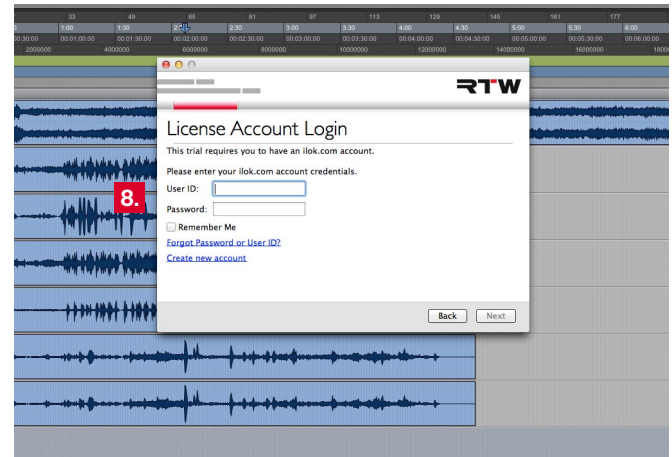 33 49 65 81 97 113 129 145 161 177
1:00 1:30 2:30 3:00 3:30 4:00 4:30 5:00 5:30 6:00
00:30:00 00:01:00:00 00:01:30:00 00:02:00:00 00:02:30:00 00:03:00:00 00:03:30:00 00:04:00:00 00:04:30:00 00:05:00:00 00:05:30:00 00:06:00:00
2000000 4000000 6000000 8000000 10000000 12000000 14000000 16000000
RTW
License Account Login
This trial requires you to have an ilok.com account.
Please enter your ilok.com account credentials.
User ID:
8.
Password:
Remember Me
Forgot Password or User ID?
Create new account
Back Next